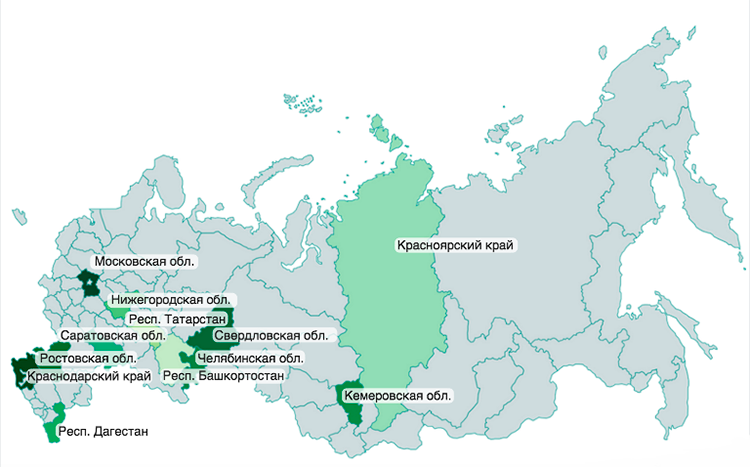 Красноярский край
Московская обл.
Нижегородская обл.
Респ. Татарстан
Саратовская обл.
Свердловская обл.
Ростовская обл.
Челябинская обл.
Краснодарский край
Респ. Башкортостан
Кемеровская обл.
Респ. Дагестан